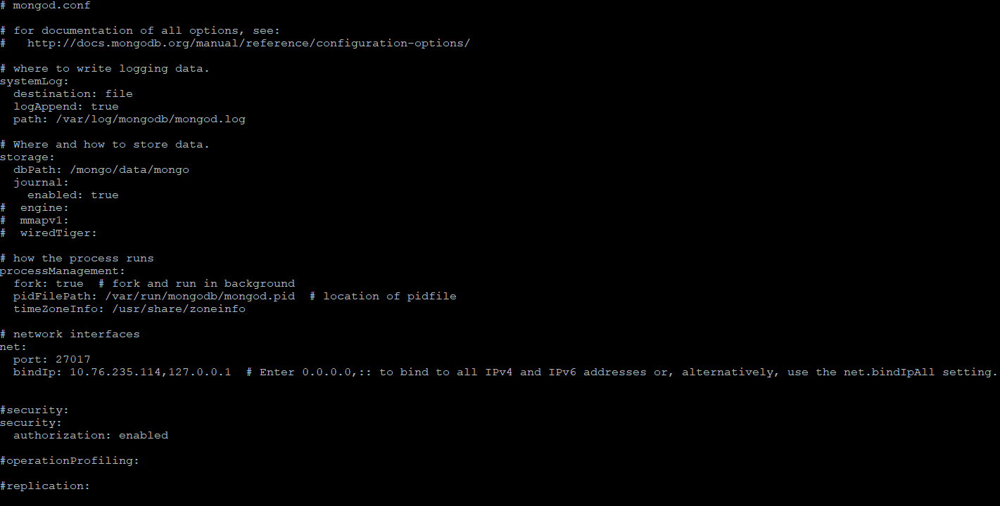 # mongod.conf
# for documentation of all options, see:
#   http://docs.mongodb.org/manual/reference/configuration-options/
# where to write logging data.
systemLog:
  destination: file
  logAppend: true
  path: /var/log/mongodb/mongod.log
# Where and how to store data.
storage:
  dbPath: /mongo/data/mongo
  journal:
    enabled: true
#  engine:
#  mmapv1:
#  wiredTiger:
# how the process runs
processManagement:
  fork: true  # fork and run in background
  pidFilePath: /var/run/mongodb/mongod.pid  # location of pidfile
  timeZoneInfo: /usr/share/zoneinfo
# network interfaces
net:
  port: 27017
  bindIp: 10.76.235.114,127.0.0.1  # Enter 0.0.0.0,:: to bind to all IPv4 and IPv6 addresses or, alternatively, use the net.bindIpAll setting.
#security:
security:
  authorization: enabled
#operationProfiling:
#replication: